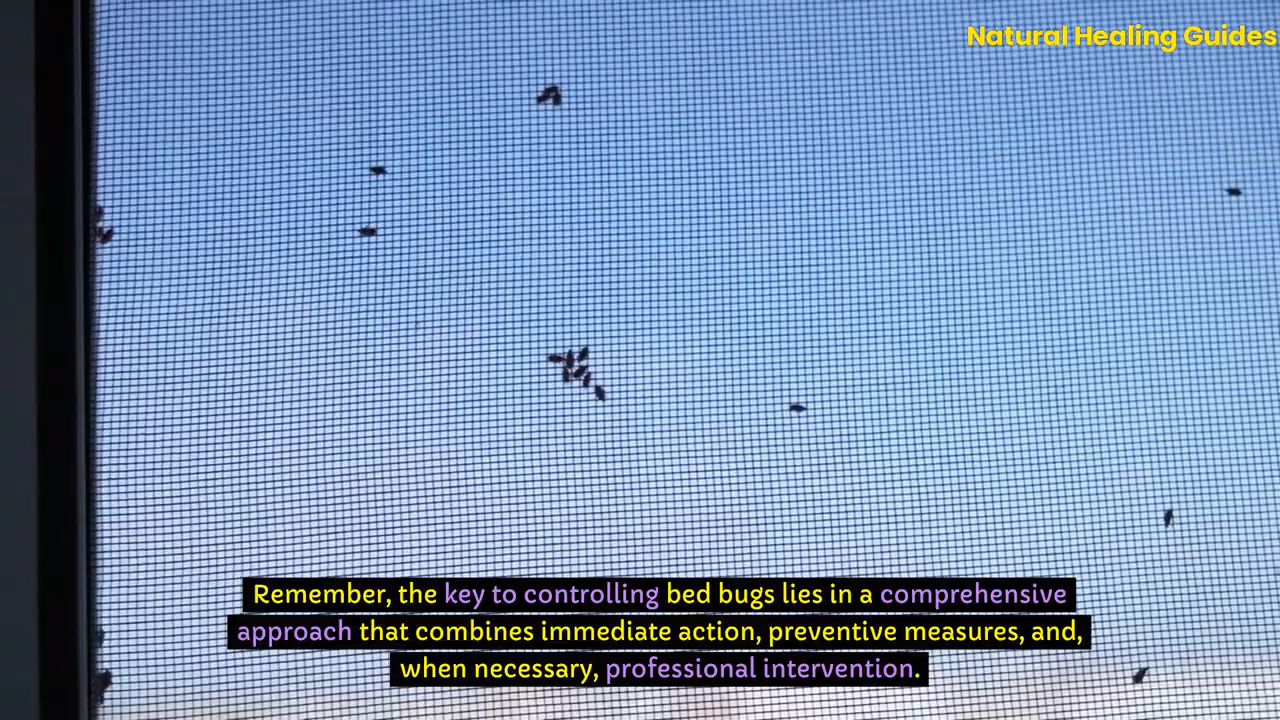 Natural Healing Guides
Remember, the key to controlling bed bugs lies in a comprehensive
approach that combines immediate action, preventive measures, and,
when necessary, professional intervention.